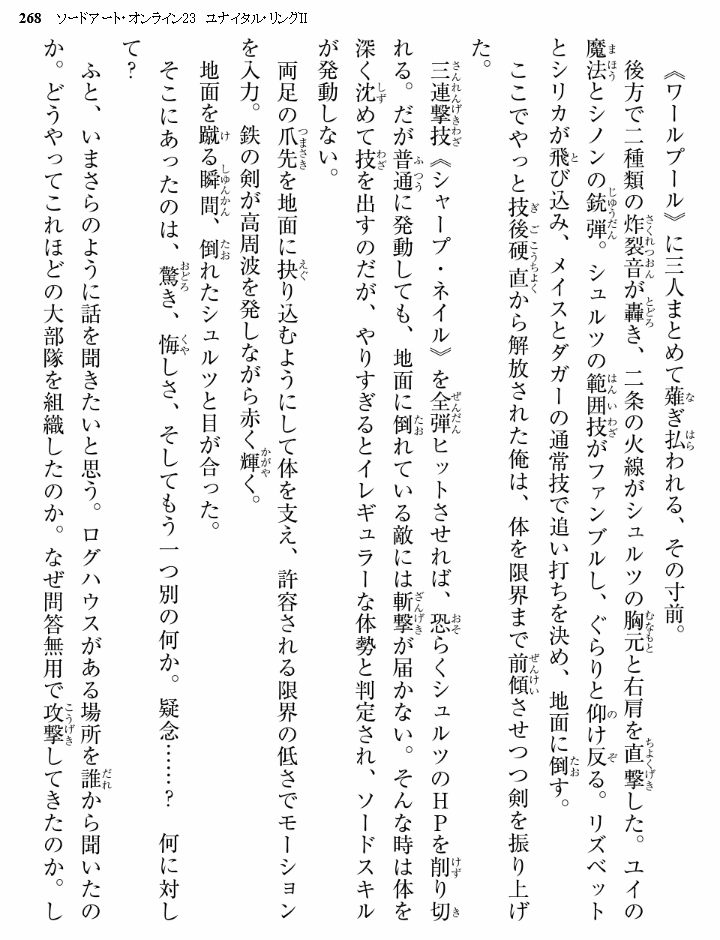 268 ソードアート・オンライン23 ユナイタル・リングⅡ
《ワールプール》に三人まとめて薙ぎ払われる、その寸前。
後方で二種類の炸裂音が轟き、二条の火線がシュルツの胸元と右肩を直撃した。ユイの
魔法とシノンの銃弾。シュルツの範囲技がファンブルし、ぐらりと仰け反る。リズベット
とシリカが飛び込み、メイスとダガーの通常技で追い打ちを決め、地面に倒す。
ここでやっと技後硬直から解放された俺は、体を限界まで前傾させつつ剣を振り上げ
た。
三連撃技《シャープ・ネイル》を全弾ヒットさせれば、恐らくシュルツのHPを削り切
れる。だが普通に発動しても、地面に倒れている敵には斬撃が届かない。そんな時は体を
深く沈めて技を出すのだが、やりすぎるとイレギュラーな体勢と判定され、ソードスキル
が発動しない。
両足の爪先を地面に抉り込むようにして体を支え、許容される限界の低さでモーション
を入力。鉄の剣が高周波を発しながら赤く輝く。
地面を蹴る瞬間、倒れたシュルツと目が合った。
そこにあったのは、驚き、悔しさ、そしてもう一つ別の何か。疑念……? 何に対し
て?
ふと、いまさらのように話を聞きたいと思う。ログハウスがある場所を誰から聞いたの
か。どうやってこれほどの大部隊を組織したのか。なぜ問答無用で攻撃してきたのか。し